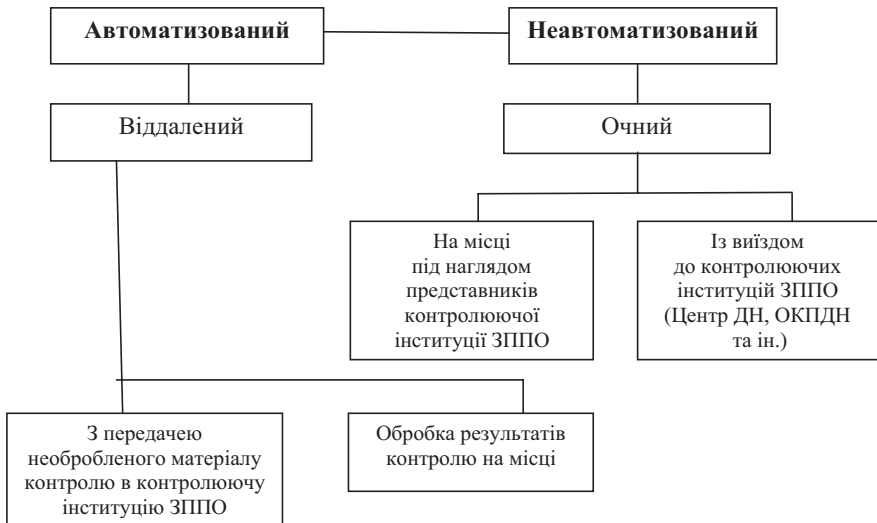 Автоматизований
Неавтоматизований
Віддалений
Очний
На місці
під наглядом
представників
контролюючої
інституції ЗППО
Із виїздом
до контролюючих
інституцій ЗППО
(Центр ДН, ОКПДН
та ін.)
З передачею
необробленого матеріалу
контролю в контролюючу
інституцію ЗППО
Обробка результатів
контролю на місці